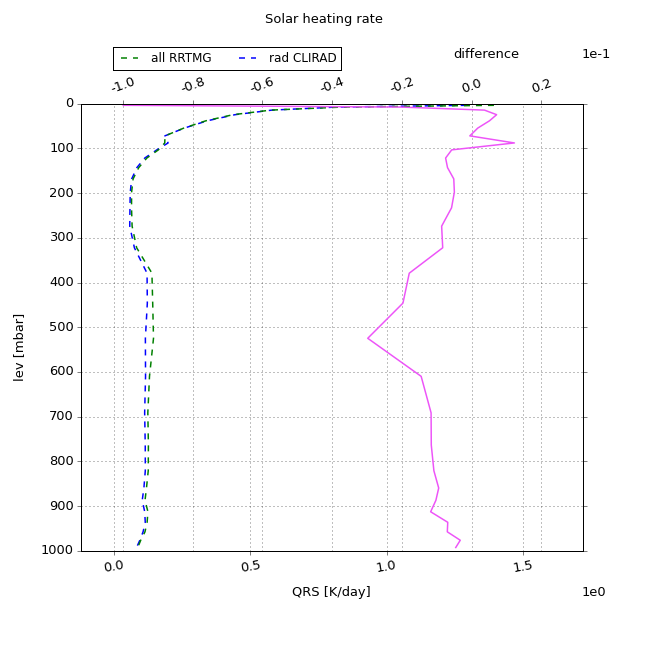 Solar heating rate
all RRTMG rad CLIRAD difference 1e-1
-1.0 -0.8 -0.6 -0.4 -0.2 0.0 0.2
0
100
200
300
400
500
600
700
800
900
1000
lev [mbar]
0.0 0.5 1.0 1.5
QRS [K/day] 1e0